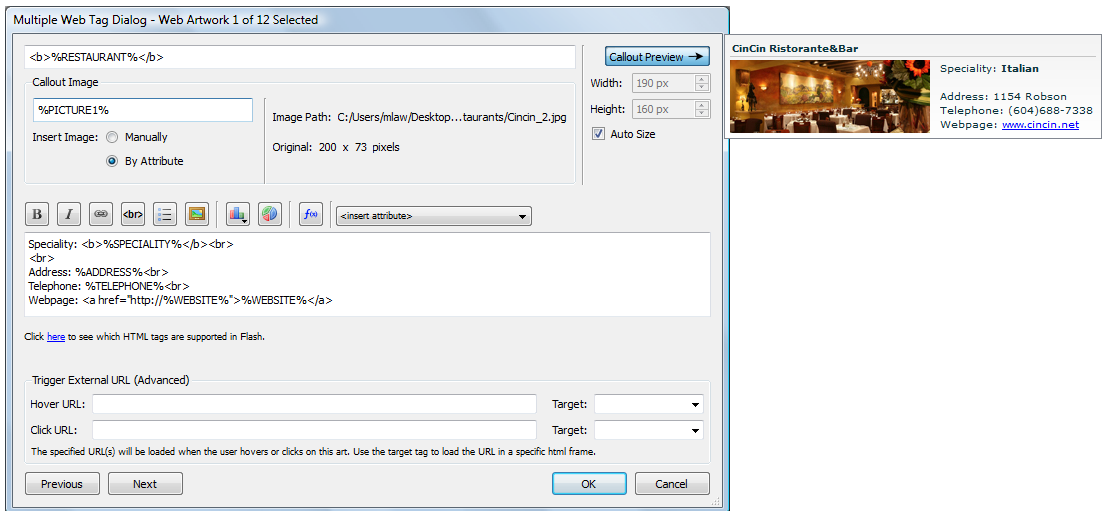 Multiple Web Tag Dialog - Web Artwork 1 of 12 Selected
<b>%RESTAURANT%</b>
Callout Preview
Callout Image
Width: 190 px
%PICTURE1%
Height: 160 px
Image Path: C:/Users/mlaw/Desktop...taurants/Cincin_2.jpg
Insert Image: Manually
Auto Size
Original: 200 x 73 pixels
By Attribute
CinCin Ristorante&Bar
Speciality: Italian
Address: 1154 Robson
Telephone: (604)688-7338
Webpage: www.cincin.net
B I <br> f(x) <insert attribute>
Speciality: <b>%SPECIALITY%</b><br>
<br>
Address: %ADDRESS%<br>
Telephone: %TELEPHONE%<br>
Webpage: <a href="http://%WEBSITE%">%WEBSITE%</a>
Click here to see which HTML tags are supported in Flash.
Trigger External URL (Advanced)
Hover URL: Target:
Click URL: Target:
The specified URL(s) will be loaded when the user hovers or clicks on this art. Use the target tag to load the URL in a specific html frame.
Previous Next OK Cancel